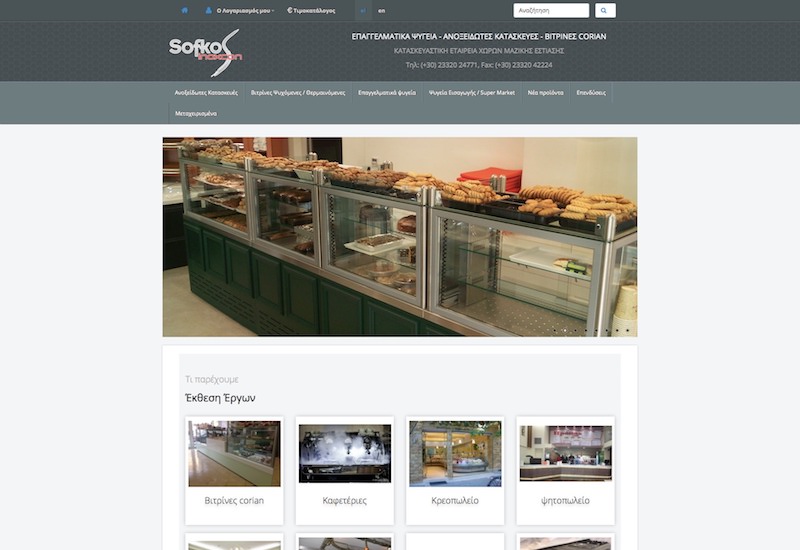 Ο Λογαριασμός μου
€ Τιμοκατάλογος
el
en
Αναζήτηση
Sofkos
inoxcan
ΕΠΑΓΓΕΛΜΑΤΙΚΑ ΨΥΓΕΙΑ - ΑΝΟΞΕΙΔΩΤΕΣ ΚΑΤΑΣΚΕΥΕΣ - ΒΙΤΡΙΝΕΣ CORIAN
ΚΑΤΑΣΚΕΥΑΣΤΙΚΗ ΕΤΑΙΡΕΙΑ ΧΩΡΩΝ ΜΑΖΙΚΗΣ ΕΣΤΙΑΣΗΣ
Τηλ: (+30) 23320 24771, Fax: (+30) 23320 42224
Ανοξείδωτες Κατασκευές
Βιτρίνες Ψυχόμενες / Θερμαινόμενες
Επαγγελματικά ψυγεία
Ψυγεία Εισαγωγής / Super Market
Νέα προϊόντα
Επενδύσεις
Μεταχειρισμένα
Τι παρέχουμε
Έκθεση Έργων
Βιτρίνες corian
Καφετέριες
Κρεοπωλείο
ψητοπωλείο